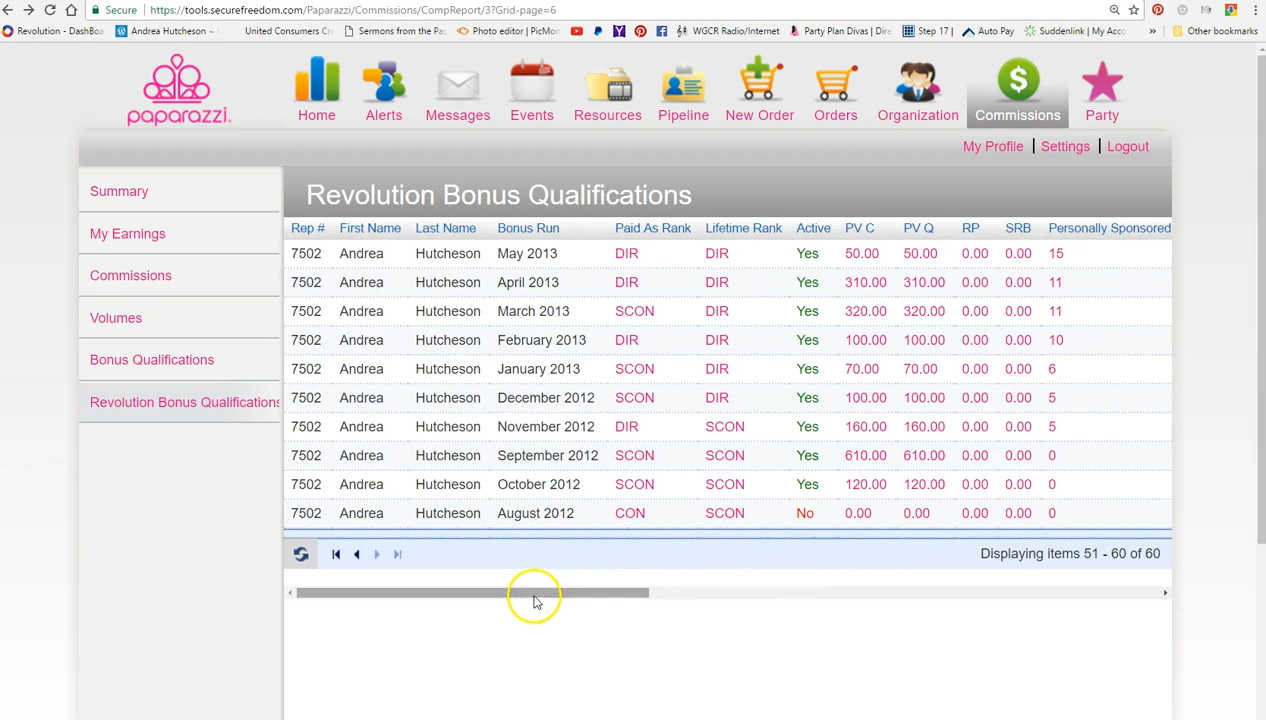 Secure https://tools.securefreedom.com/Paparazzi/Commissions/CompReport/3?Grid-page=6
Revolution - DashBoa Andrea Hutcheson ~ United Consumers Cr Sermons from the Pas Photo editor | PicMon WGCR Radio/Internet Party Plan Divas | Dire Step 17 | Auto Pay Suddenlink | My Acco » Other bookmarks
paparazzi. Home Alerts Messages Events Resources Pipeline New Order Orders Organization Commissions Party
My Profile | Settings | Logout
Summary
My Earnings
Commissions
Volumes
Bonus Qualifications
Revolution Bonus Qualifications
Revolution Bonus Qualifications
Rep # First Name Last Name Bonus Run Paid As Rank Lifetime Rank Active PV C PV Q RP SRB Personally Sponsored
7502 Andrea Hutcheson May 2013 DIR DIR Yes 50.00 50.00 0.00 0.00 15
7502 Andrea Hutcheson April 2013 DIR DIR Yes 310.00 310.00 0.00 0.00 11
7502 Andrea Hutcheson March 2013 SCON DIR Yes 320.00 320.00 0.00 0.00 11
7502 Andrea Hutcheson February 2013 DIR DIR Yes 100.00 100.00 0.00 0.00 10
7502 Andrea Hutcheson January 2013 SCON DIR Yes 70.00 70.00 0.00 0.00 6
7502 Andrea Hutcheson December 2012 SCON DIR Yes 100.00 100.00 0.00 0.00 5
7502 Andrea Hutcheson November 2012 DIR SCON Yes 160.00 160.00 0.00 0.00 5
7502 Andrea Hutcheson September 2012 SCON SCON Yes 610.00 610.00 0.00 0.00 0
7502 Andrea Hutcheson October 2012 SCON SCON Yes 120.00 120.00 0.00 0.00 0
7502 Andrea Hutcheson August 2012 CON SCON No 0.00 0.00 0.00 0.00 0
Displaying items 51 - 60 of 60